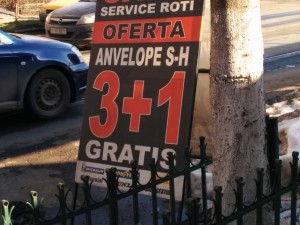 SERVICE ROTI
OFERTA
ANVELOPE S-H
3+1
GRATIS